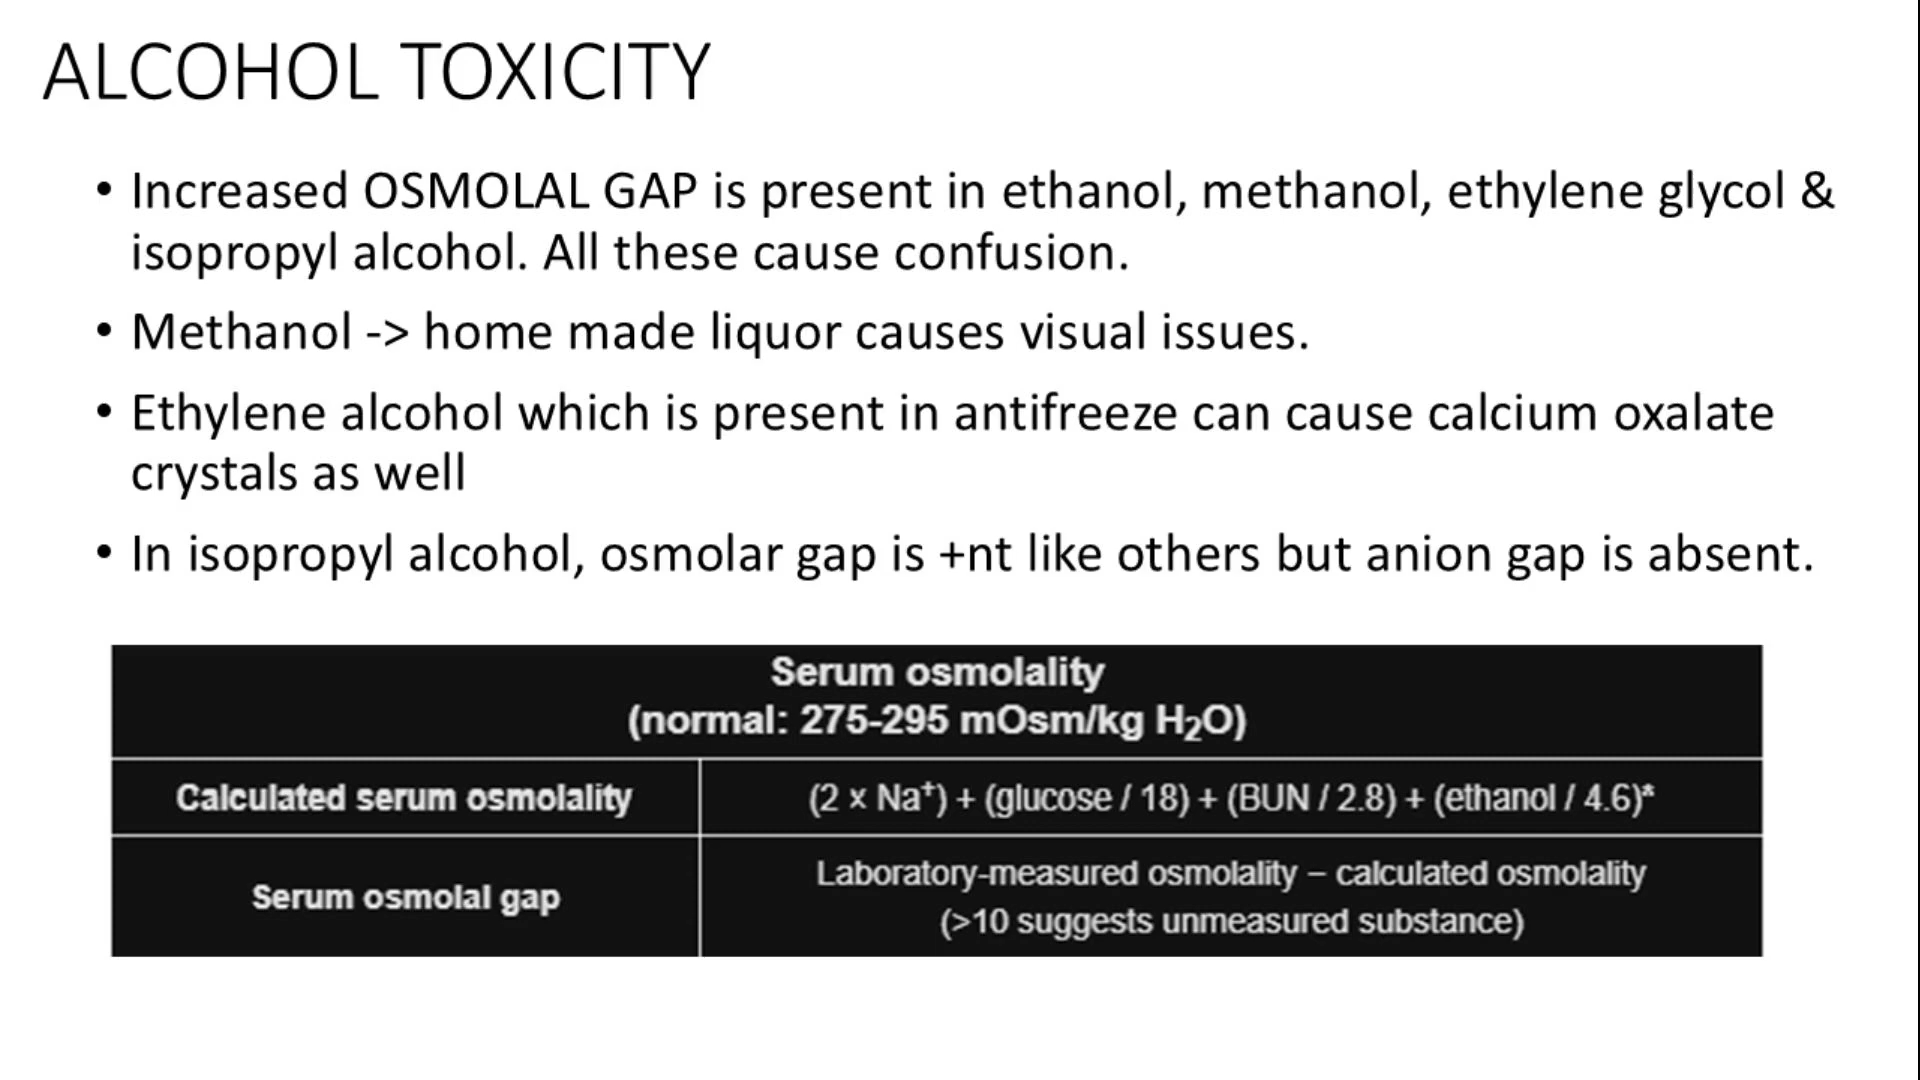 ALCOHOL TOXICITY
• Increased OSMOLAL GAP is present in ethanol, methanol, ethylene glycol &
isopropyl alcohol. All these cause confusion.
• Methanol -> home made liquor causes visual issues.
• Ethylene alcohol which is present in antifreeze can cause calcium oxalate
crystals as well
• In isopropyl alcohol, osmolar gap is +nt like others but anion gap is absent.
Serum osmolality
(normal: 275-295 mOsm/kg H₂O)
Calculated serum osmolality
(2 x Na⁺) + (glucose / 18) + (BUN / 2.8) + (ethanol / 4.6)*
Serum osmolal gap
Laboratory-measured osmolality – calculated osmolality
(>10 suggests unmeasured substance)